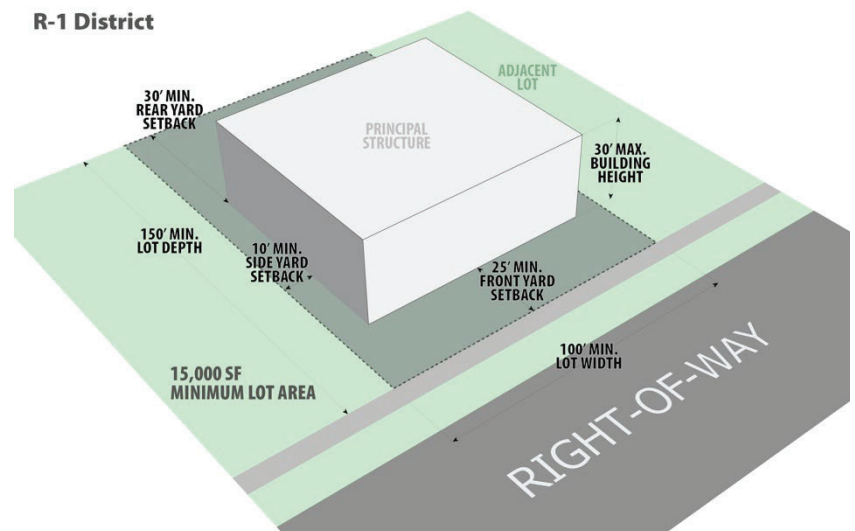 R-1 District
ADJACENT
LOT
30′ MIN.
REAR YARD
SETBACK
PRINCIPAL
STRUCTURE
30′ MAX.
BUILDING
HEIGHT
150′ MIN.
LOT DEPTH
10′ MIN.
SIDE YARD
SETBACK
25′ MIN.
FRONT YARD
SETBACK
100′ MIN.
LOT WIDTH
15,000 SF
MINIMUM LOT AREA
RIGHT-OF-WAY